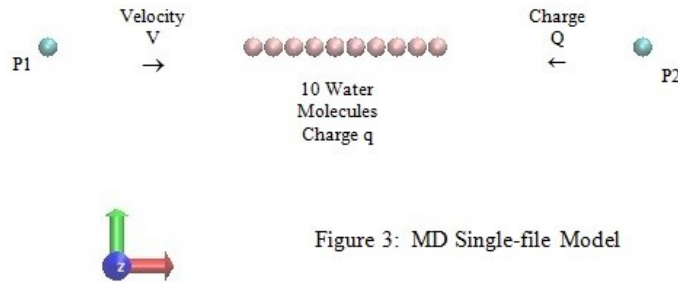 Velocity
V
→
P1
10 Water
Molecules
Charge q
Charge
Q
←
P2
z
Figure 3: MD Single-file Model